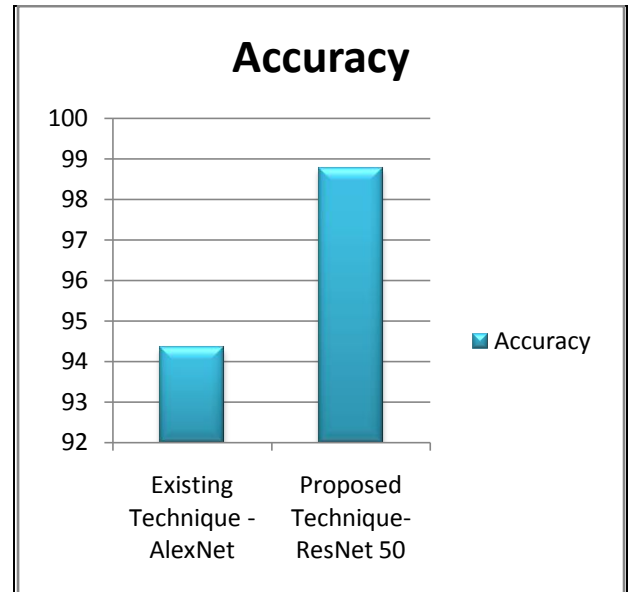 Accuracy
100
99
98
97
96
95
94
93
92
Existing
Technique -
AlexNet
Proposed
Technique-
ResNet 50
Accuracy